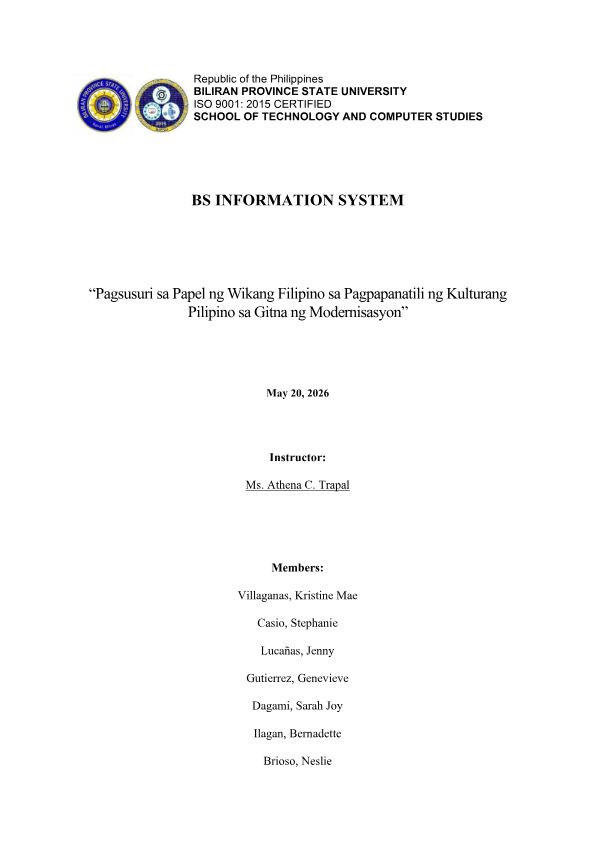 Republic of the Philippines
BILIRAN PROVINCE STATE UNIVERSITY
ISO 9001: 2015 CERTIFIED
SCHOOL OF TECHNOLOGY AND COMPUTER STUDIES
BS INFORMATION SYSTEM
“Pagsusuri sa Papel ng Wikang Filipino sa Pagpapanatili ng Kulturang
Pilipino sa Gitna ng Modernisasyon”
May 20, 2026
Instructor:
Ms. Athena C. Trapal
Members:
Villaganas, Kristine Mae
Casio, Stephanie
Lucañas, Jenny
Gutierrez, Genevieve
Dagami, Sarah Joy
Ilagan, Bernadette
Brioso, Neslie